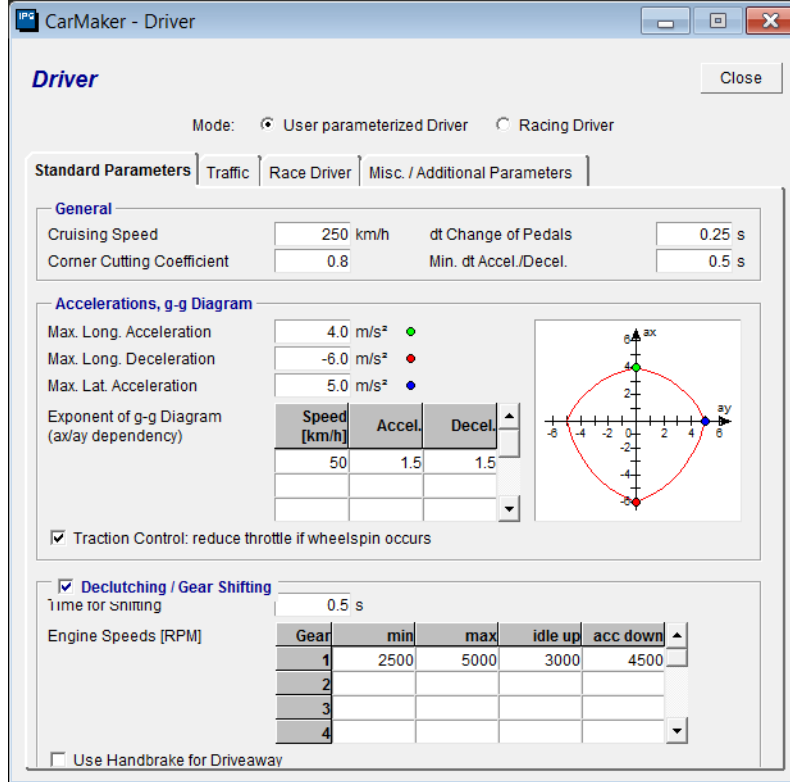 IPG CarMaker - Driver
Driver
Close
Mode: User parameterized Driver Racing Driver
Standard Parameters Traffic Race Driver Misc. / Additional Parameters
General
Cruising Speed 250 km/h dt Change of Pedals 0.25 s
Corner Cutting Coefficient 0.8 Min. dt Accel./Decel. 0.5 s
Accelerations, g-g Diagram
Max. Long. Acceleration 4.0 m/s²
Max. Long. Deceleration -6.0 m/s²
Max. Lat. Acceleration 5.0 m/s²
Exponent of g-g Diagram
(ax/ay dependency)
Speed [km/h] Accel. Decel.
50 1.5 1.5
ax
6
4
2
ay
-6 -4 -2 0 2 4 6
-2
-4
-6
Traction Control: reduce throttle if wheelspin occurs
Declutching / Gear Shifting
Time for Shifting 0.5 s
Engine Speeds [RPM] Gear min max idle up acc down
1 2500 5000 3000 4500
2
3
4
Use Handbrake for Driveaway